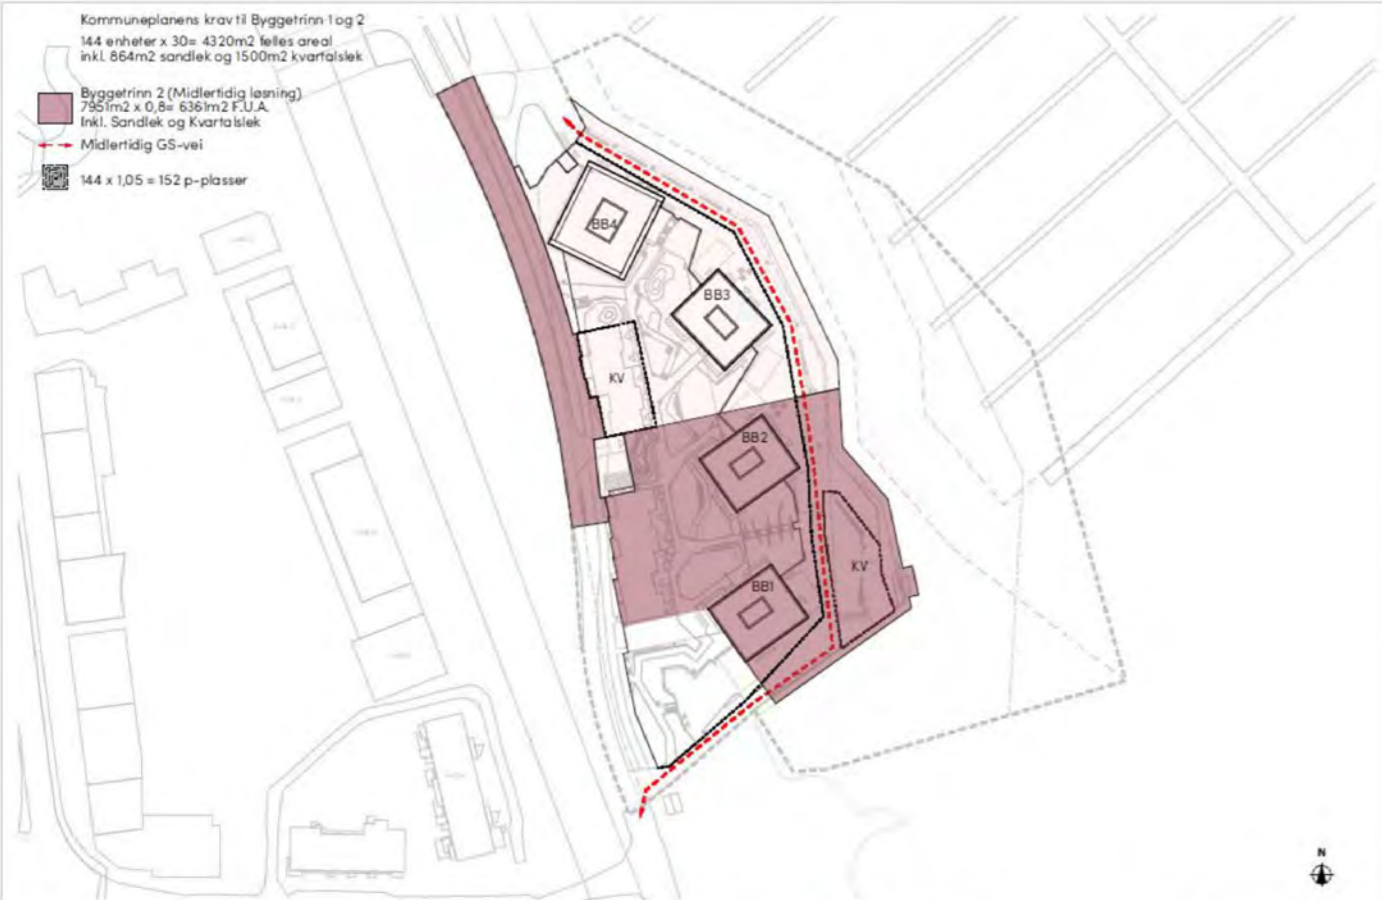 Kommuneplanens krav til Byggetrinn 1 og 2
144 enheter x 30= 4320m2 felles areal
inkl. 864m2 sandlek og 1500m2 kvartalslek
Byggetrinn 2 (Midlertidig løsning)
7951m2 x 0,8= 6361m2 F.U.A.
Inkl. Sandlek og Kvartalslek
Midlertidig GS-vei
144 x 1,05 = 152 p-plasser
BB4
BB3
KV
BB2
KV
BB1
N